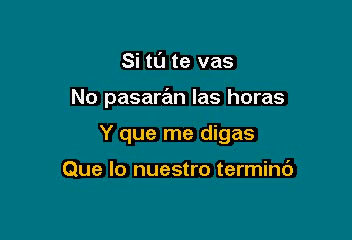 Si tú te vas
No pasarán las horas
Y que me digas
Que lo nuestro terminó